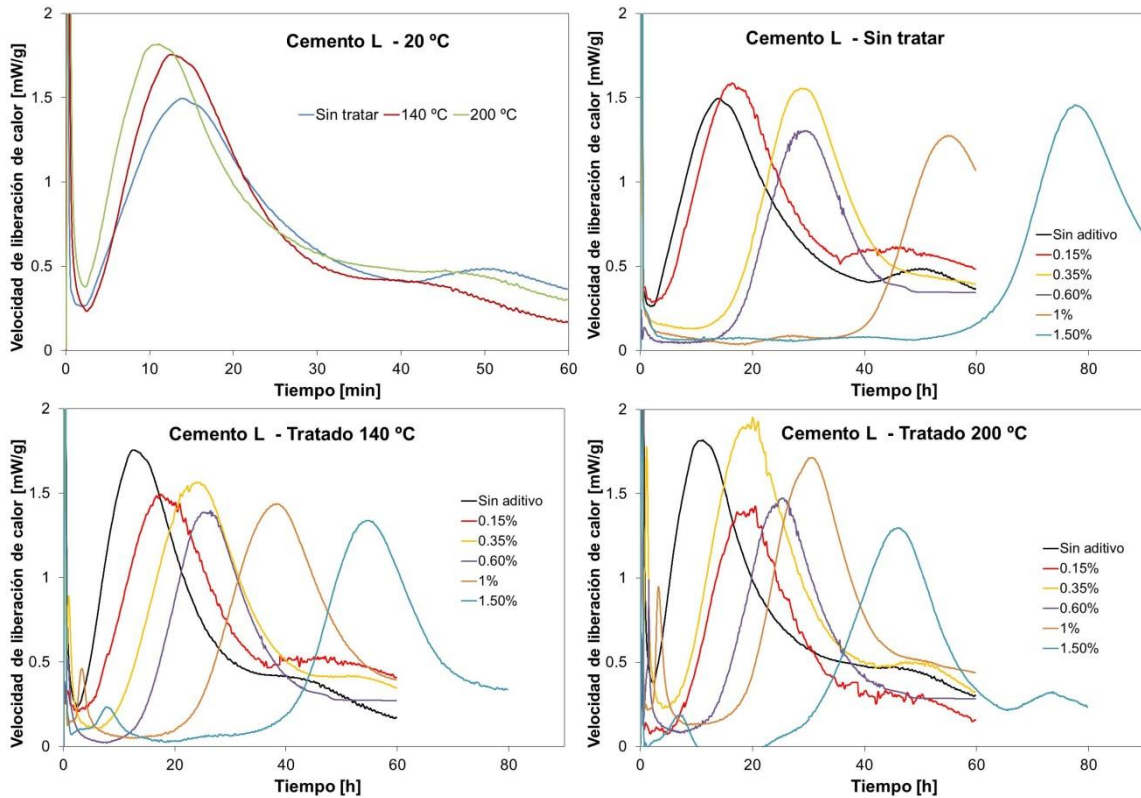 Cemento L - 20 ºC
Velocidad de liberación de calor [mW/g]
2
1.5
1
0.5
0
Sin tratar 140 ºC 200 ºC
0 10 20 30 40 50 60
Tiempo [min]
Cemento L - Sin tratar
Velocidad de liberación de calor [mW/g]
2
1.5
1
0.5
0
Sin aditivo
0.15%
0.35%
0.60%
1%
1.50%
0 20 40 60 80
Tiempo [h]
Cemento L - Tratado 140 ºC
Velocidad de liberación de calor [mW/g]
2
1.5
1
0.5
0
Sin aditivo
0.15%
0.35%
0.60%
1%
1.50%
0 20 40 60 80
Tiempo [h]
Cemento L - Tratado 200 ºC
Velocidad de liberación de calor [mW/g]
2
1.5
1
0.5
0
Sin aditivo
0.15%
0.35%
0.60%
1%
1.50%
0 20 40 60 80
Tiempo [h]